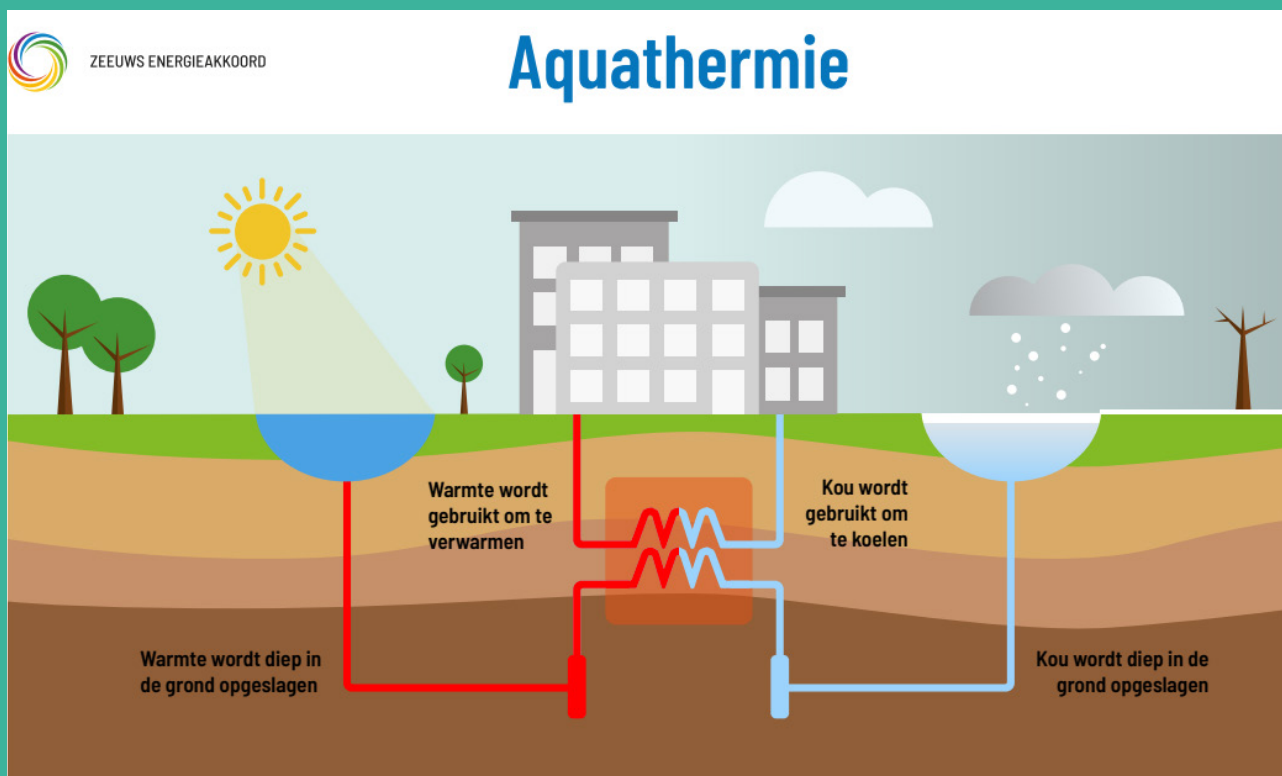 ZEEUWS ENERGIEAKKOORD
Aquathermie
Warmte wordt
gebruikt om te
verwarmen
Kou wordt
gebruikt om
te koelen
Warmte wordt diep in
de grond opgeslagen
Kou wordt diep in de
grond opgeslagen